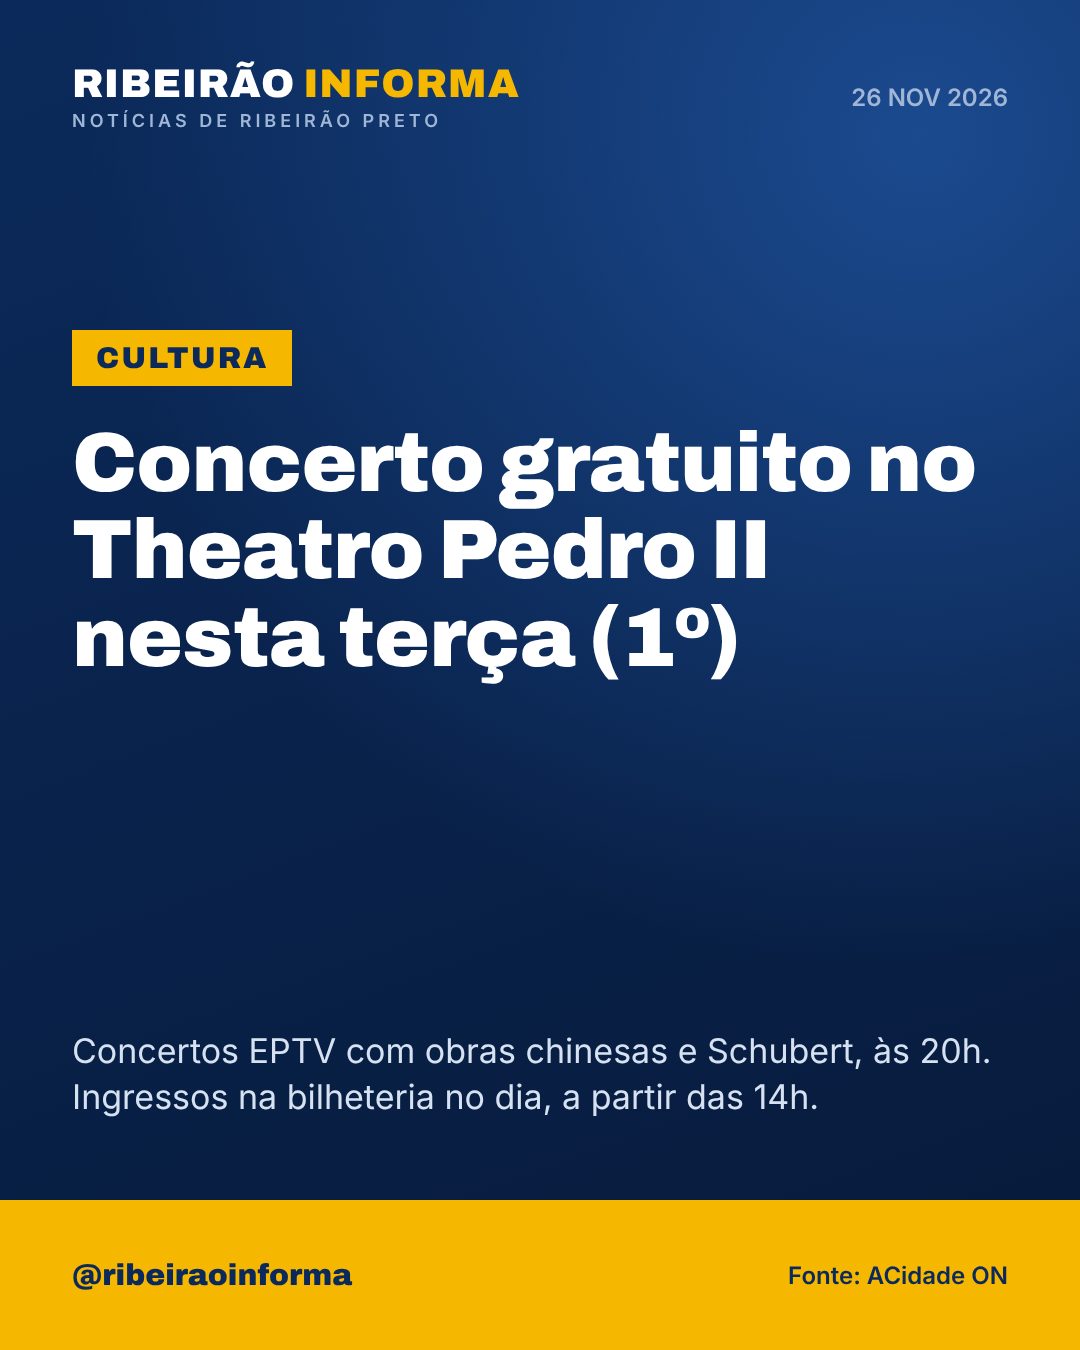 RIBEIRÃO INFORMA
NOTÍCIAS DE RIBEIRÃO PRETO
26 NOV 2026
CULTURA
Concerto gratuito no
Theatro Pedro II
nesta terça (1º)
Concertos EPTV com obras chinesas e Schubert, às 20h.
Ingressos na bilheteria no dia, a partir das 14h.
@ribeiraoinforma
Fonte: ACidade ON